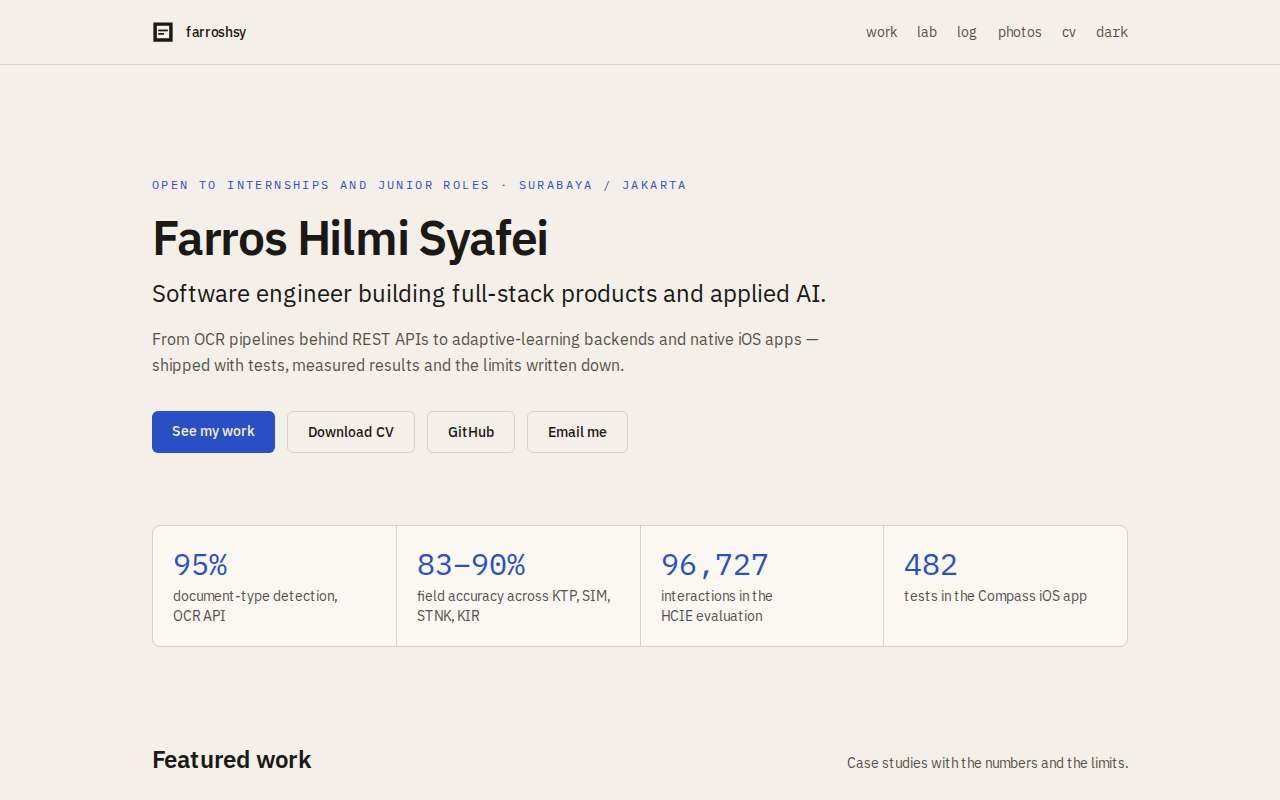 farroshsy
work lab log photos cv dark
OPEN TO INTERNSHIPS AND JUNIOR ROLES · SURABAYA / JAKARTA
Farros Hilmi Syafei
Software engineer building full-stack products and applied AI.
From OCR pipelines behind REST APIs to adaptive-learning backends and native iOS apps —
shipped with tests, measured results and the limits written down.
See my work
Download CV
GitHub
Email me
95%
document-type detection,
OCR API
83–90%
field accuracy across KTP, SIM,
STNK, KIR
96,727
interactions in the
HCIE evaluation
482
tests in the Compass iOS app
Featured work
Case studies with the numbers and the limits.